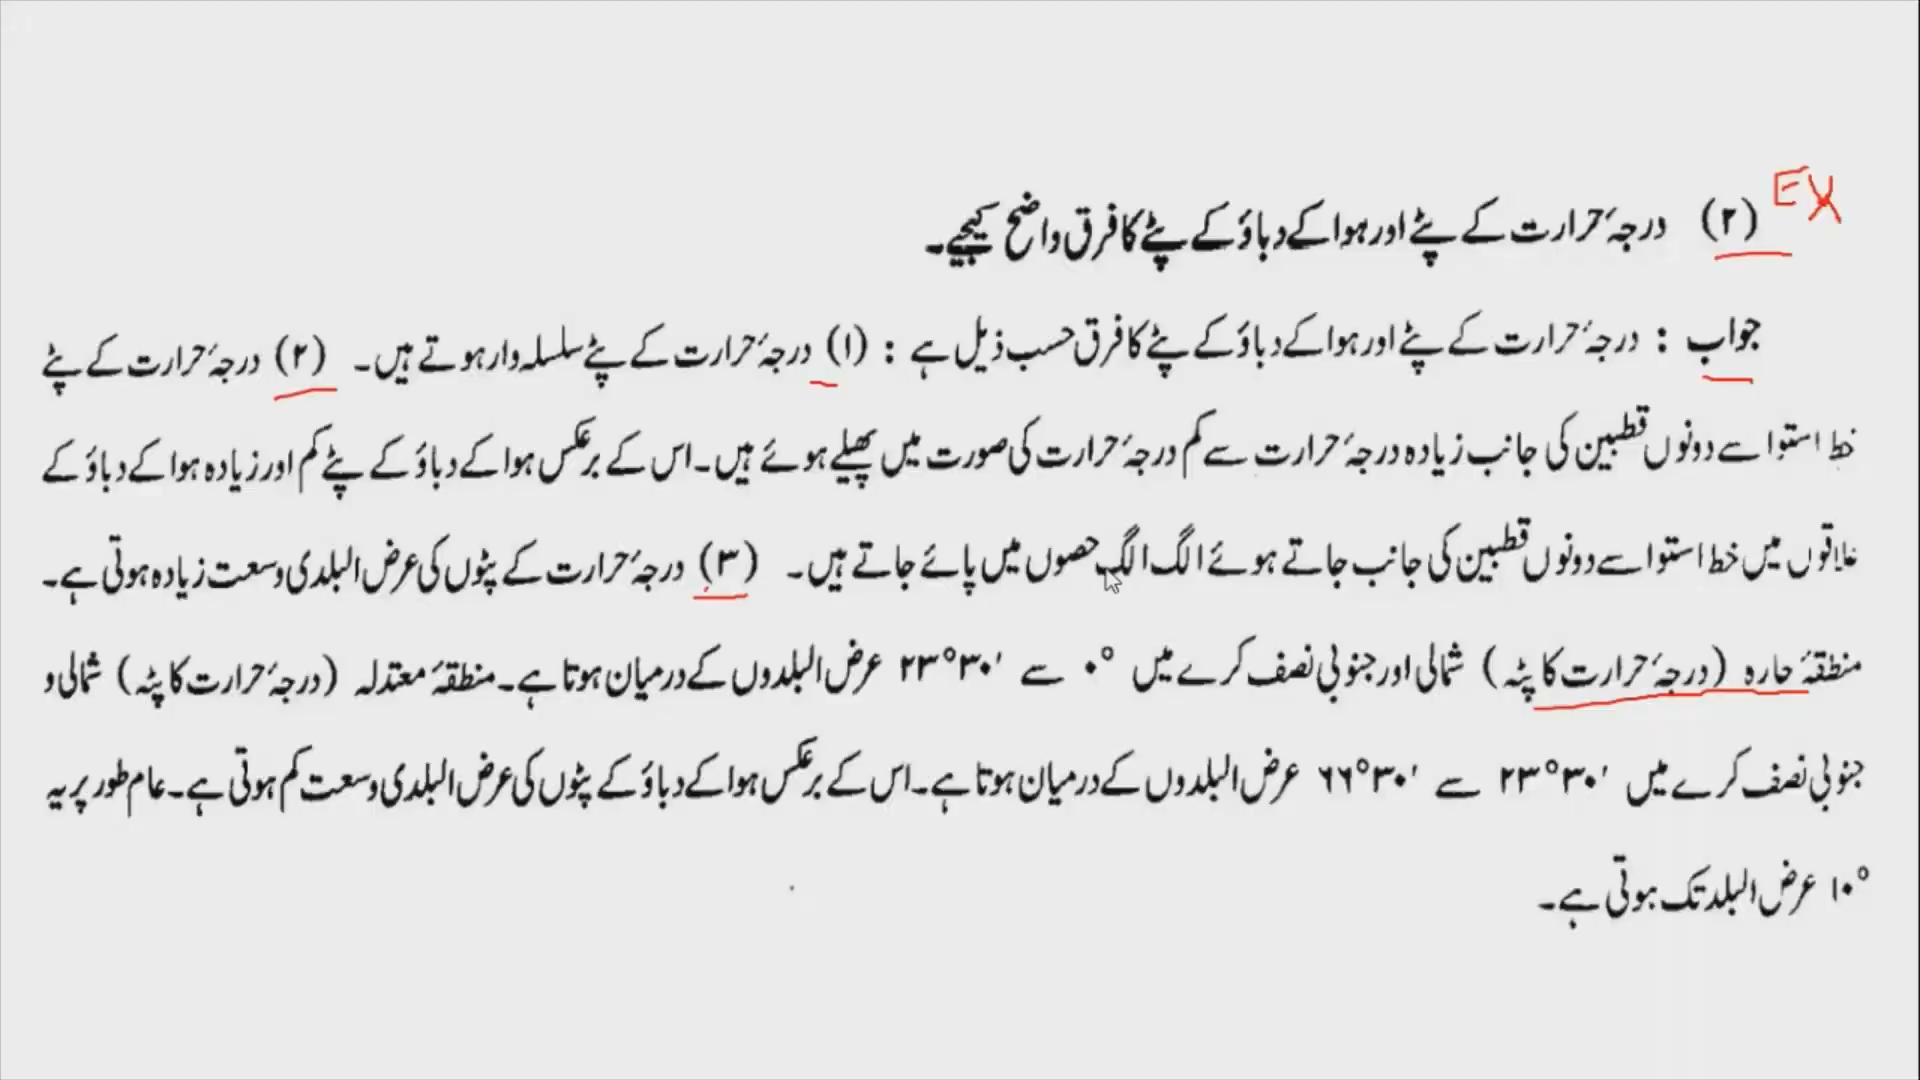 EX
(۲) درجۂ حرارت کے پٹے اور ہوا کے دباؤ کے پٹے کا فرق واضح کیجیے۔
جواب : درجۂ حرارت کے پٹے اور ہوا کے دباؤ کے پٹے کا فرق حسب ذیل ہے : (۱) درجۂ حرارت کے پٹے سلسلہ وار ہوتے ہیں۔ (۲) درجۂ حرارت کے پٹے
خط استوا سے دونوں قطبین کی جانب زیادہ درجۂ حرارت سے کم درجۂ حرارت کی صورت میں پھیلے ہوئے ہیں۔ اس کے برعکس ہوا کے دباؤ کے پٹے کم اور زیادہ ہوا کے دباؤ کے
علاقوں میں خط استوا سے دونوں قطبین کی جانب جاتے ہوئے الگ الگ حصوں میں پائے جاتے ہیں۔ (۳) درجۂ حرارت کے پٹوں کی عرض البلدی وسعت زیادہ ہوتی ہے۔
منطقۂ حارہ (درجۂ حرارت کا پٹہ) شمالی اور جنوبی نصف کرے میں ۰° سے ۲۳°۳۰′ عرض البلدوں کے درمیان ہوتا ہے۔ منطقۂ معتدلہ (درجۂ حرارت کا پٹہ) شمالی و
جنوبی نصف کرے میں ۲۳°۳۰′ سے ۶۶°۳۰′ عرض البلدوں کے درمیان ہوتا ہے۔ اس کے برعکس ہوا کے دباؤ کے پٹوں کی عرض البلدی وسعت کم ہوتی ہے۔ عام طور پر یہ
۱۰° عرض البلد تک ہوتی ہے۔